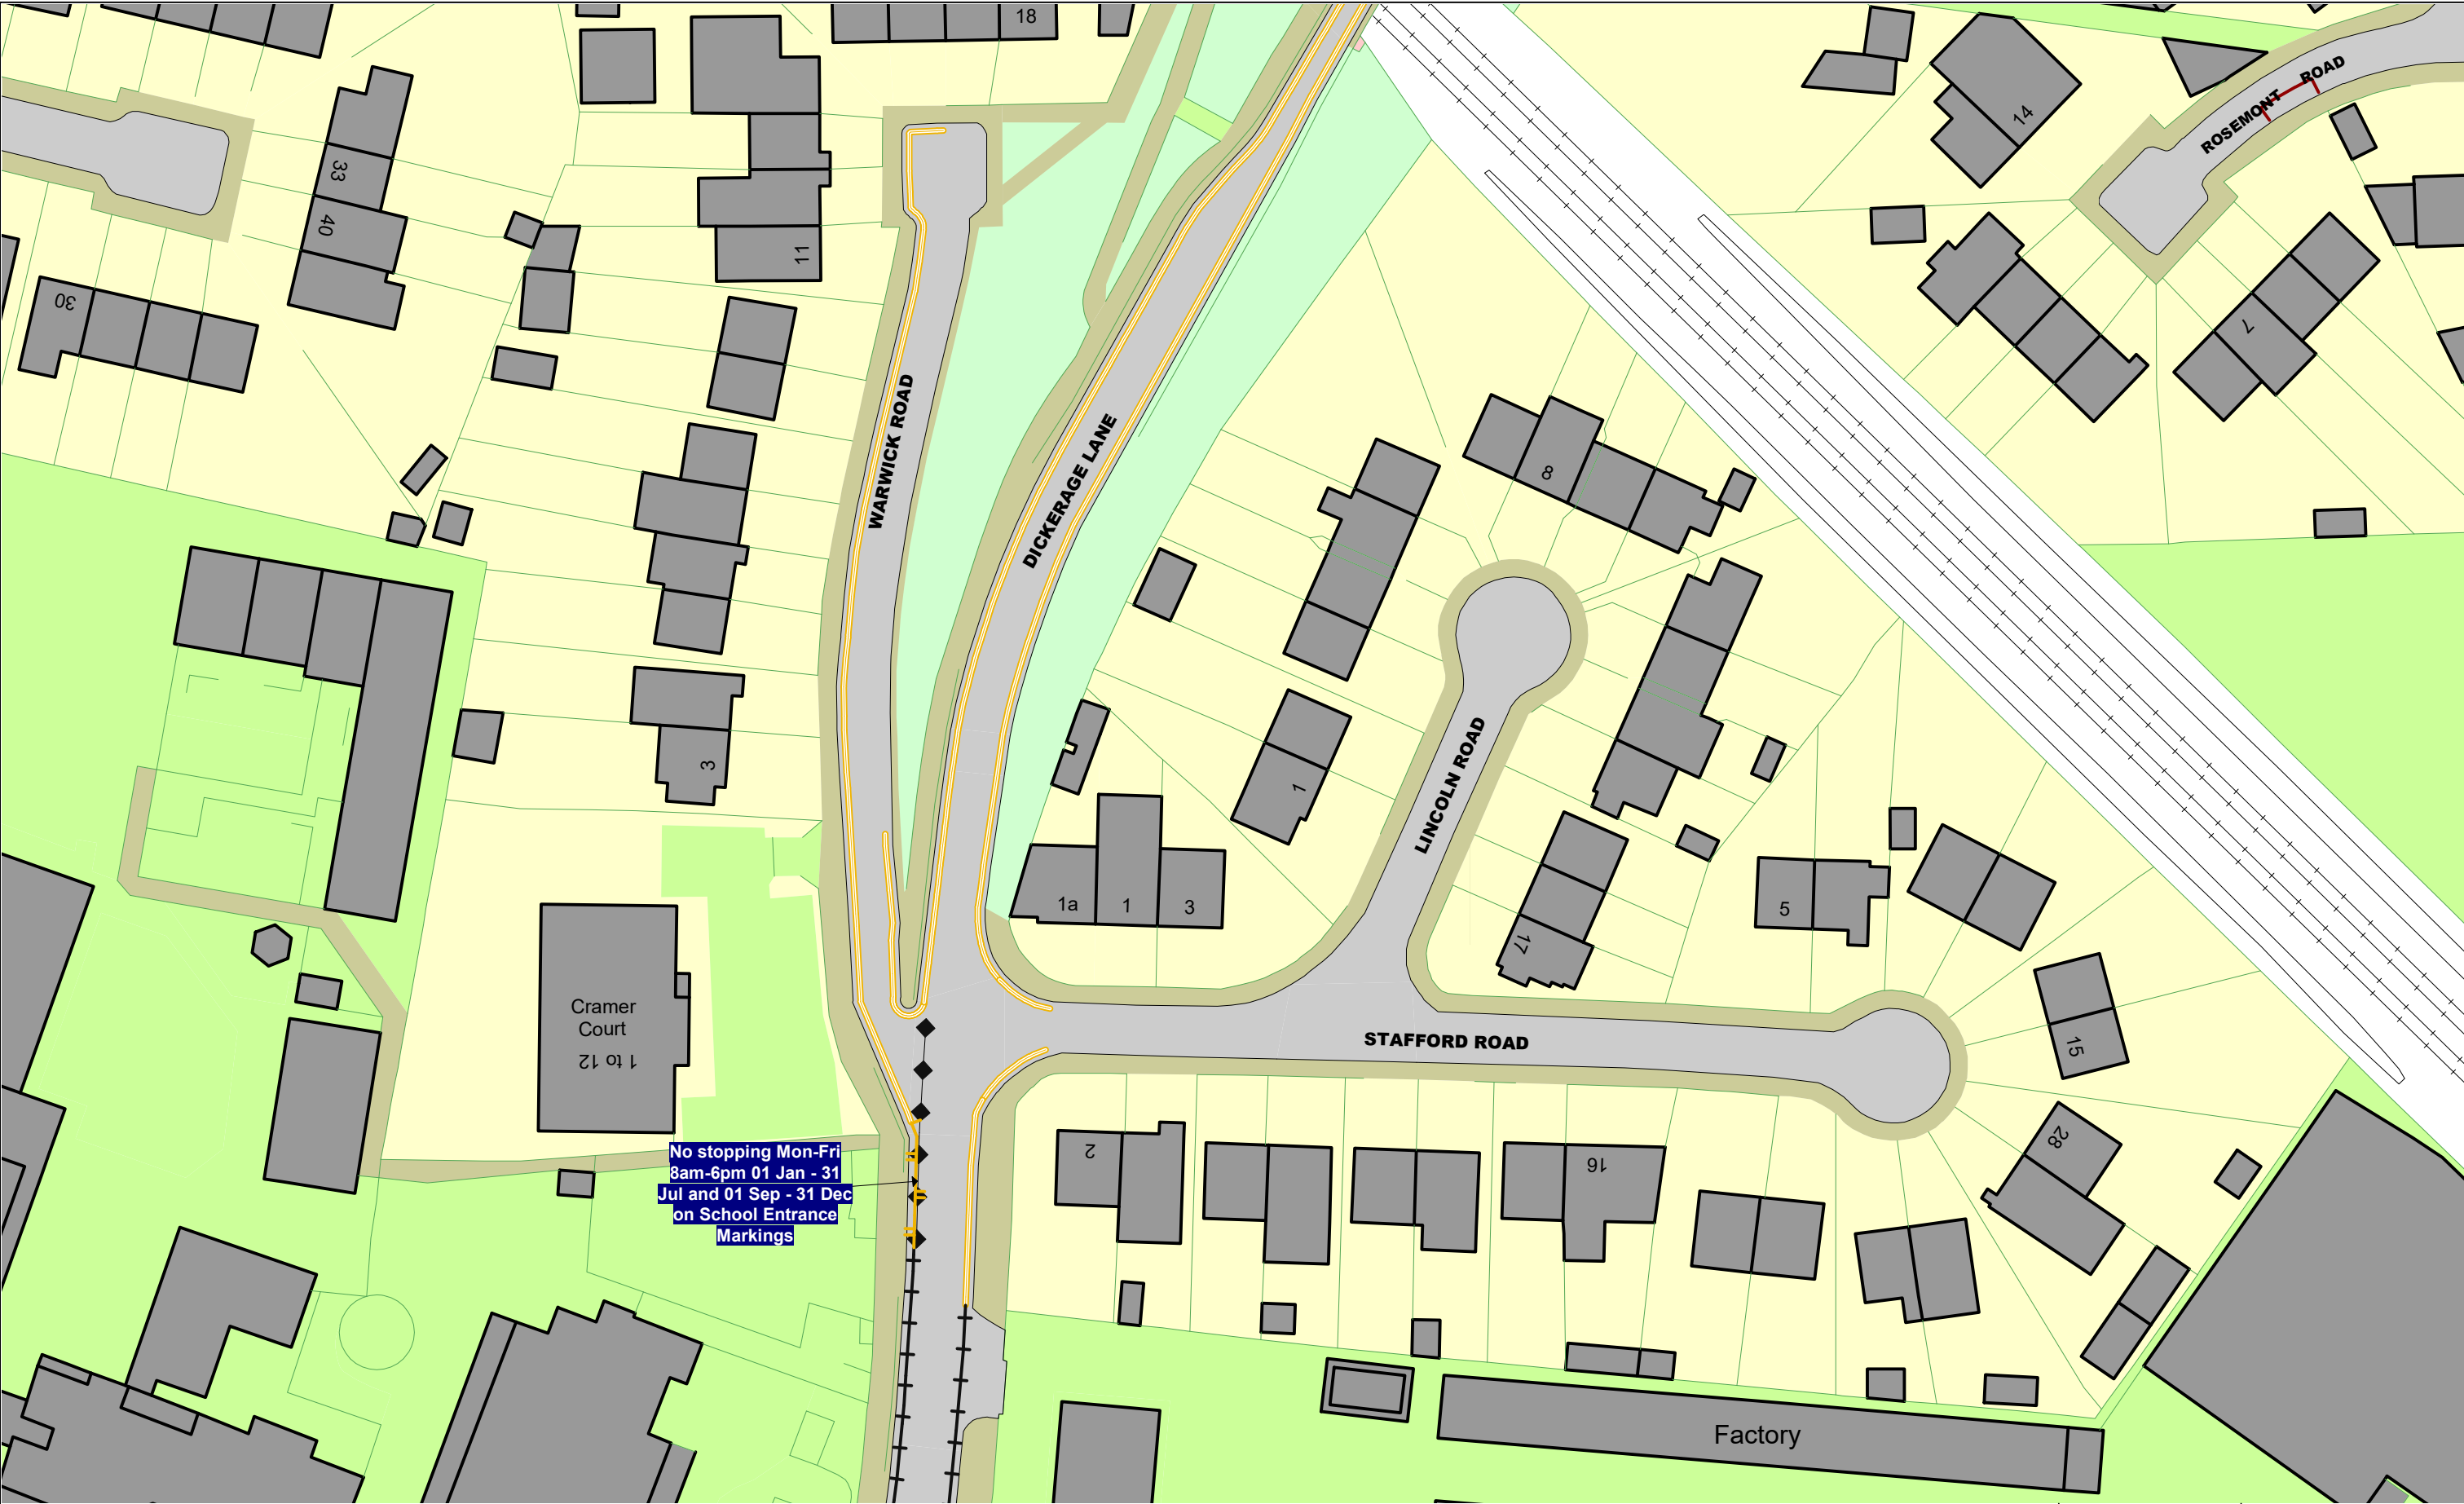 18
14
ROSEMONT ROAD
33
40
11
30
7
WARWICK ROAD
DICKERAGE LANE
8
3
1
LINCOLN ROAD
1a
1
3
17
5
15
Cramer
Court
1 to 12
STAFFORD ROAD
No stopping Mon-Fri
8am-6pm 01 Jan - 31
Jul and 01 Sep - 31 Dec
on School Entrance
Markings
2
16
28
Factory